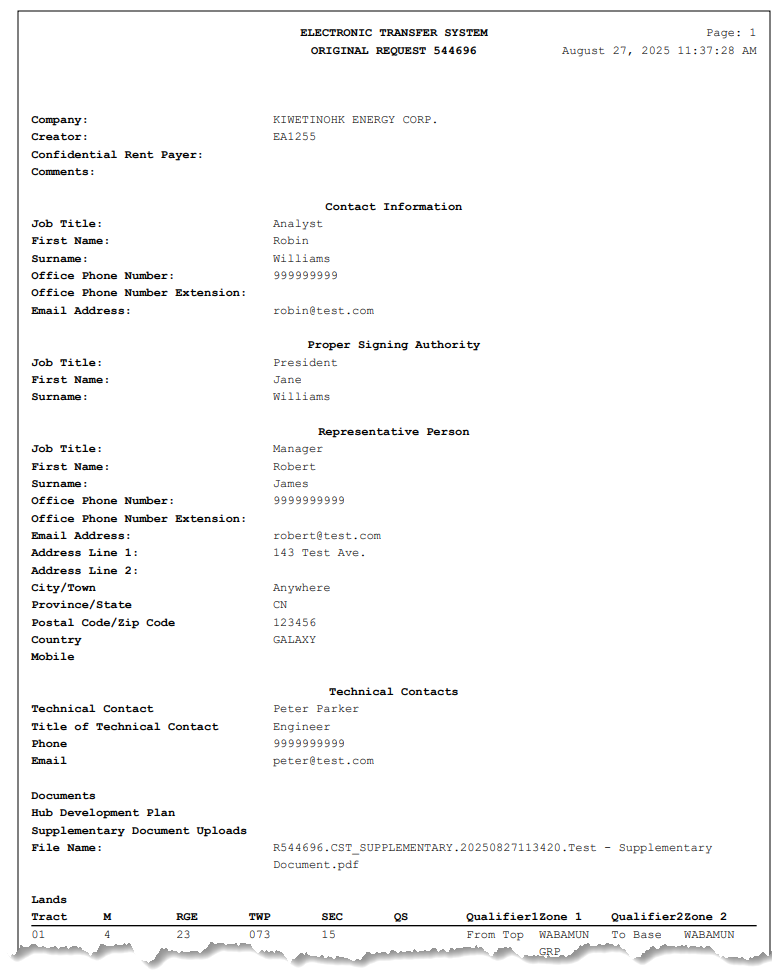 ELECTRONIC TRANSFER SYSTEM Page: 1
ORIGINAL REQUEST 544696 August 27, 2025 11:37:28 AM
Company: KIWETINOHK ENERGY CORP.
Creator: EA1255
Confidential Rent Payer:
Comments:
Contact Information
Job Title: Analyst
First Name: Robin
Surname: Williams
Office Phone Number: 999999999
Office Phone Number Extension:
Email Address: robin@test.com
Proper Signing Authority
Job Title: President
First Name: Jane
Surname: Williams
Representative Person
Job Title: Manager
First Name: Robert
Surname: James
Office Phone Number: 9999999999
Office Phone Number Extension:
Email Address: robert@test.com
Address Line 1: 143 Test Ave.
Address Line 2:
City/Town Anywhere
Province/State CN
Postal Code/Zip Code 123456
Country GALAXY
Mobile
Technical Contacts
Technical Contact Peter Parker
Title of Technical Contact Engineer
Phone 9999999999
Email peter@test.com
Documents
Hub Development Plan
Supplementary Document Uploads
File Name: R544696.CST_SUPPLEMENTARY.20250827113420.Test - Supplementary
Document.pdf
Lands
Tract M RGE TWP SEC QS Qualifier1Zone 1 Qualifier2Zone 2
01 4 23 073 15 From Top WABAMUN To Base WABAMUN
GRP